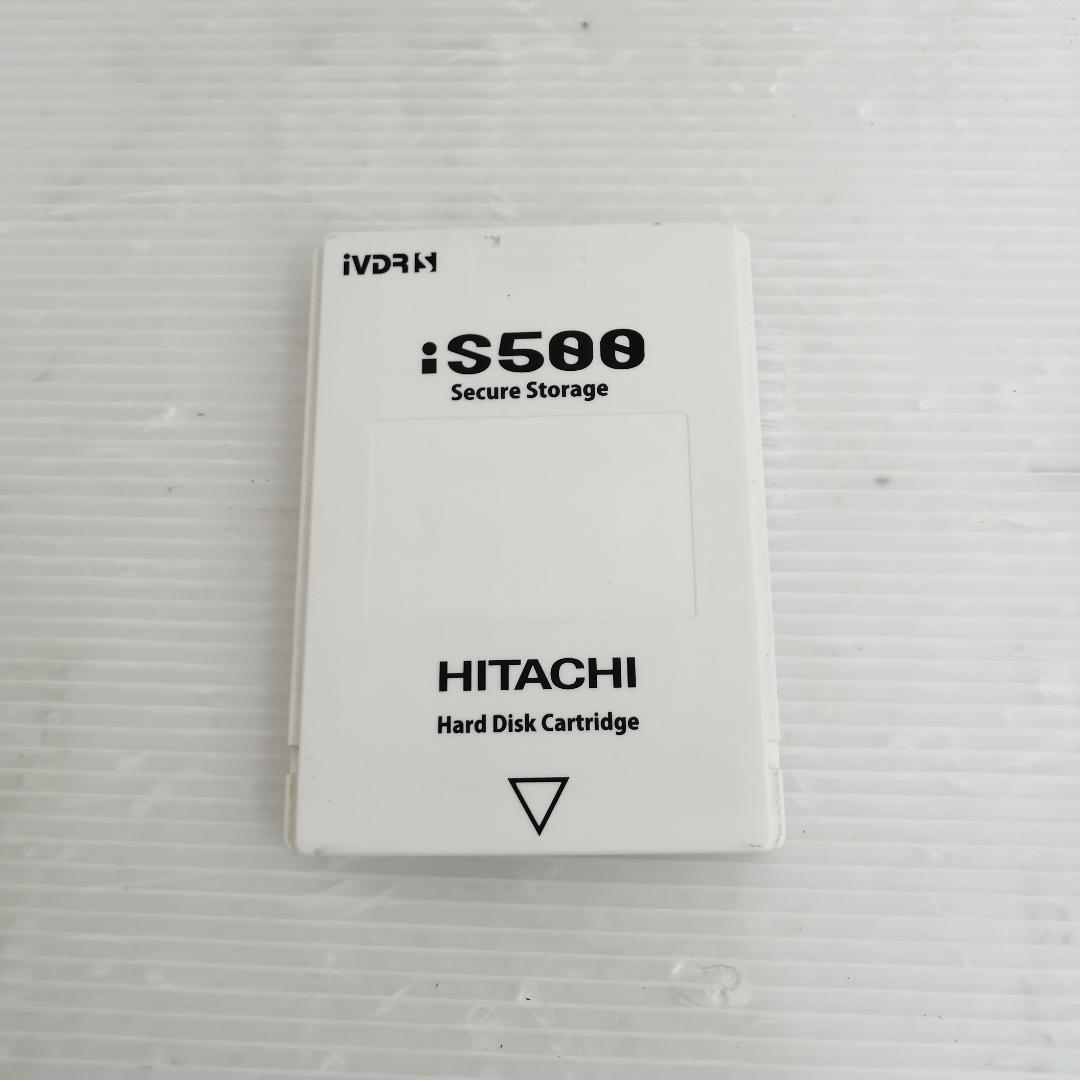 iVDR S
iS500
Secure Storage
HITACHI
Hard Disk Cartridge